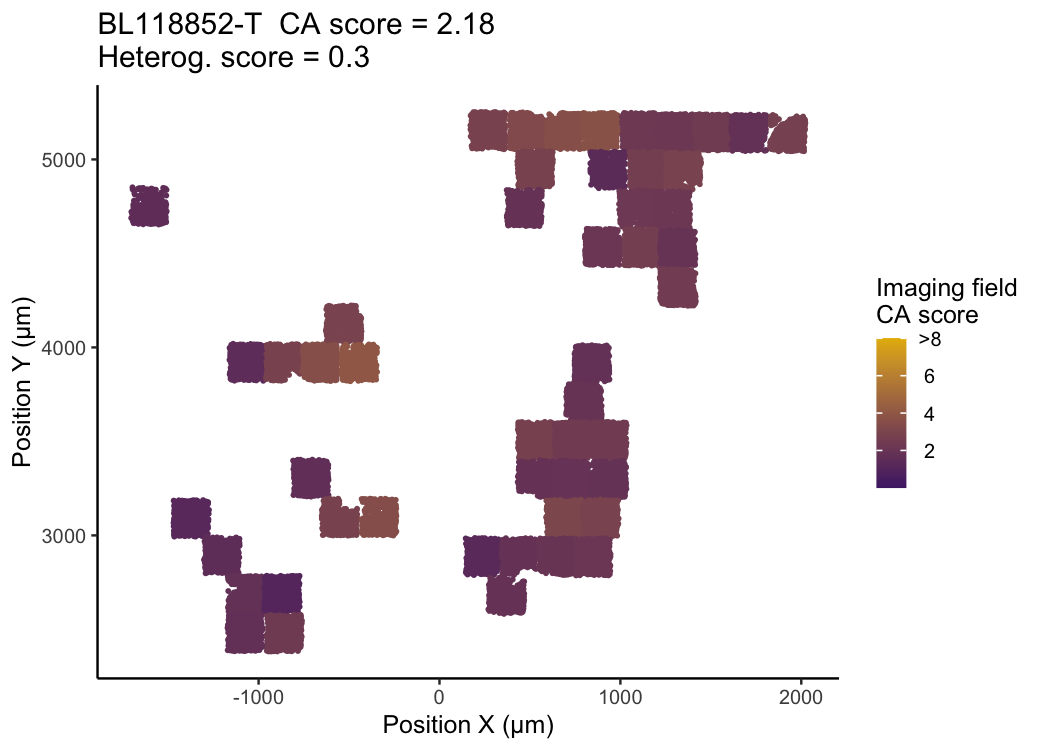 BL118852-T  CA score = 2.18
Heterog. score = 0.3
Position Y (µm)
5000
4000
3000
-1000
0
1000
2000
Position X (µm)
Imaging field
CA score
>8
6
4
2